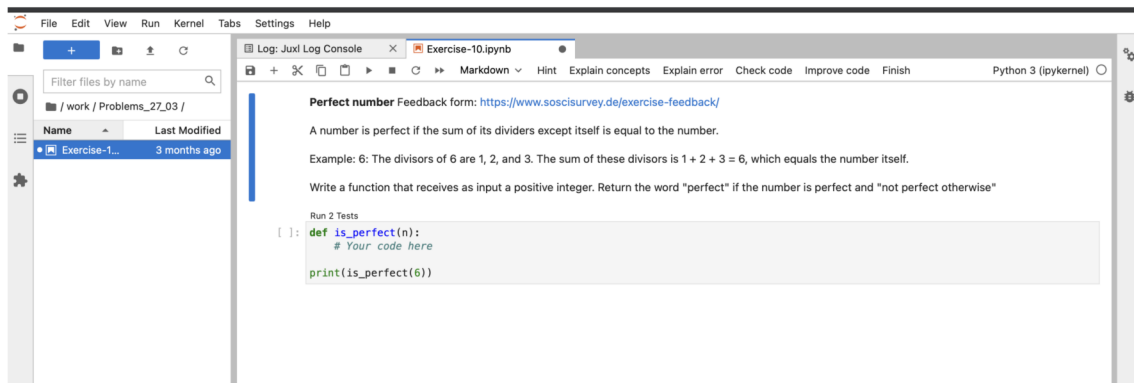 File Edit View Run Kernel Tabs Settings Help
+
Filter files by name
/ work / Problems_27_03 /
Name Last Modified
Exercise-1... 3 months ago
Log: Juxl Log Console × Exercise-10.ipynb
Markdown Hint Explain concepts Explain error Check code Improve code Finish Python 3 (ipykernel)
Perfect number Feedback form: https://www.soscisurvey.de/exercise-feedback/
A number is perfect if the sum of its dividers except itself is equal to the number.
Example: 6: The divisors of 6 are 1, 2, and 3. The sum of these divisors is 1 + 2 + 3 = 6, which equals the number itself.
Write a function that receives as input a positive integer. Return the word "perfect" if the number is perfect and "not perfect otherwise"
Run 2 Tests
[ ]: def is_perfect(n):
# Your code here
print(is_perfect(6))